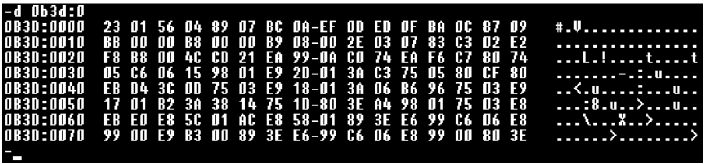 -d 0b3d:0
0B3D:0000 23 01 56 04 89 07 BC 0A-EF 0D ED 0F BA 0C 87 09 #.V.............
0B3D:0010 BB 00 00 B8 00 00 B9 08-00 2E 03 07 83 C3 02 E2 ................
0B3D:0020 F8 B8 00 4C CD 21 EA 99-0A C0 74 EA F6 C7 80 74 ...L.!....t....t
0B3D:0030 05 C6 06 15 98 01 E9 2D-01 3A C3 75 05 80 CF 80 .......-.:.u....
0B3D:0040 EB D4 3C 0D 75 03 E9 18-01 3A 06 B6 96 75 03 E9 ..<.u....:...u..
0B3D:0050 17 01 B2 3A 38 14 75 1D-80 3E A4 98 01 75 03 E8 ...:8.u..>...u..
0B3D:0060 EB E0 E8 5C 01 AC E8 58-01 89 3E E6 99 C6 06 E8 ...\...X..>.....
0B3D:0070 99 00 E9 B3 00 89 3E E6-99 C6 06 E8 99 00 80 3E ......>........>
-